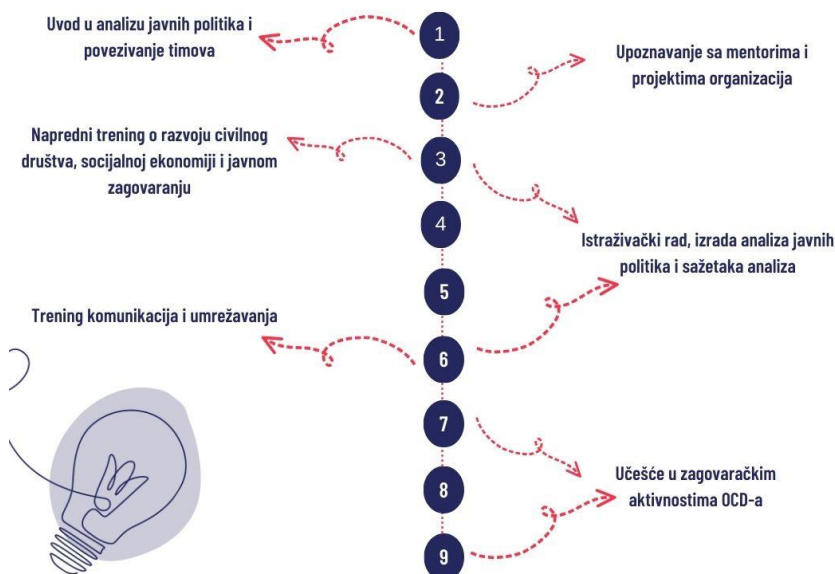 Uvod u analizu javnih politika i
povezivanje timova
1
Upoznavanje sa mentorima i
projektima organizacija
2
Napredni trening o razvoju civilnog
društva, socijalnoj ekonomiji i javnom
zagovaranju
3
4
Istraživački rad, izrada analiza javnih
politika i sažetaka analiza
5
Trening komunikacija i umrežavanja
6
7
Učešće u zagovaračkim
aktivnostima OCD-a
8
9